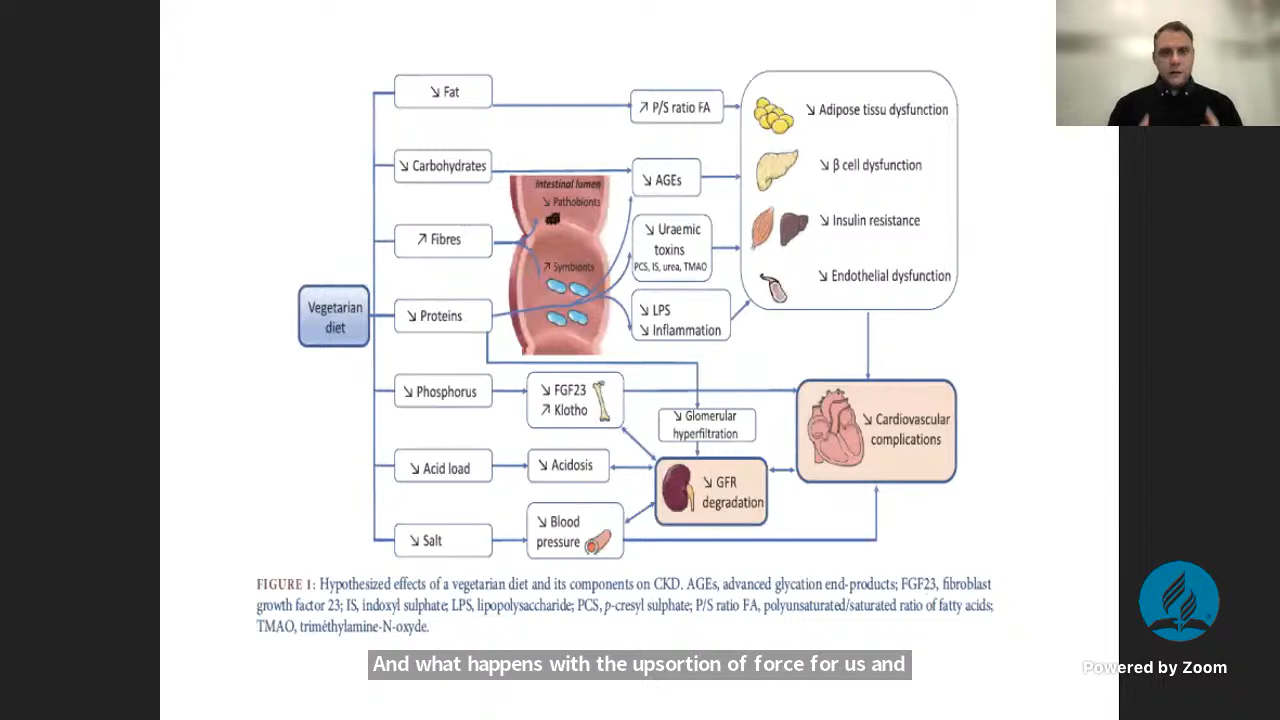 ↘ Fat
↗ P/S ratio FA
↘ Adipose tissu dysfunction
↘ Carbohydrates
↘ AGEs
↘ β cell dysfunction
Intestinal lumen
↘ Pathobionts
↗ Fibres
↘ Uraemic
toxins
PCS, IS, urea, TMAO
↘ Insulin resistance
↗ Symbionts
↘ Endothelial dysfunction
Vegetarian
diet
↘ Proteins
↘ LPS
↘ Inflammation
↘ Phosphorus
↘ FGF23
↗ Klotho
↘ Glomerular
hyperfiltration
↘ Cardiovascular
complications
↘ Acid load
↘ Acidosis
↘ GFR
degradation
↘ Salt
↘ Blood
pressure
FIGURE 1: Hypothesized effects of a vegetarian diet and its components on CKD. AGEs, advanced glycation end-products; FGF23, fibroblast
growth factor 23; IS, indoxyl sulphate; LPS, lipopolysaccharide; PCS, p-cresyl sulphate; P/S ratio FA, polyunsaturated/saturated ratio of fatty acids;
TMAO, triméthylamine-N-oxyde.
And what happens with the upsortion of force for us and
Powered by Zoom